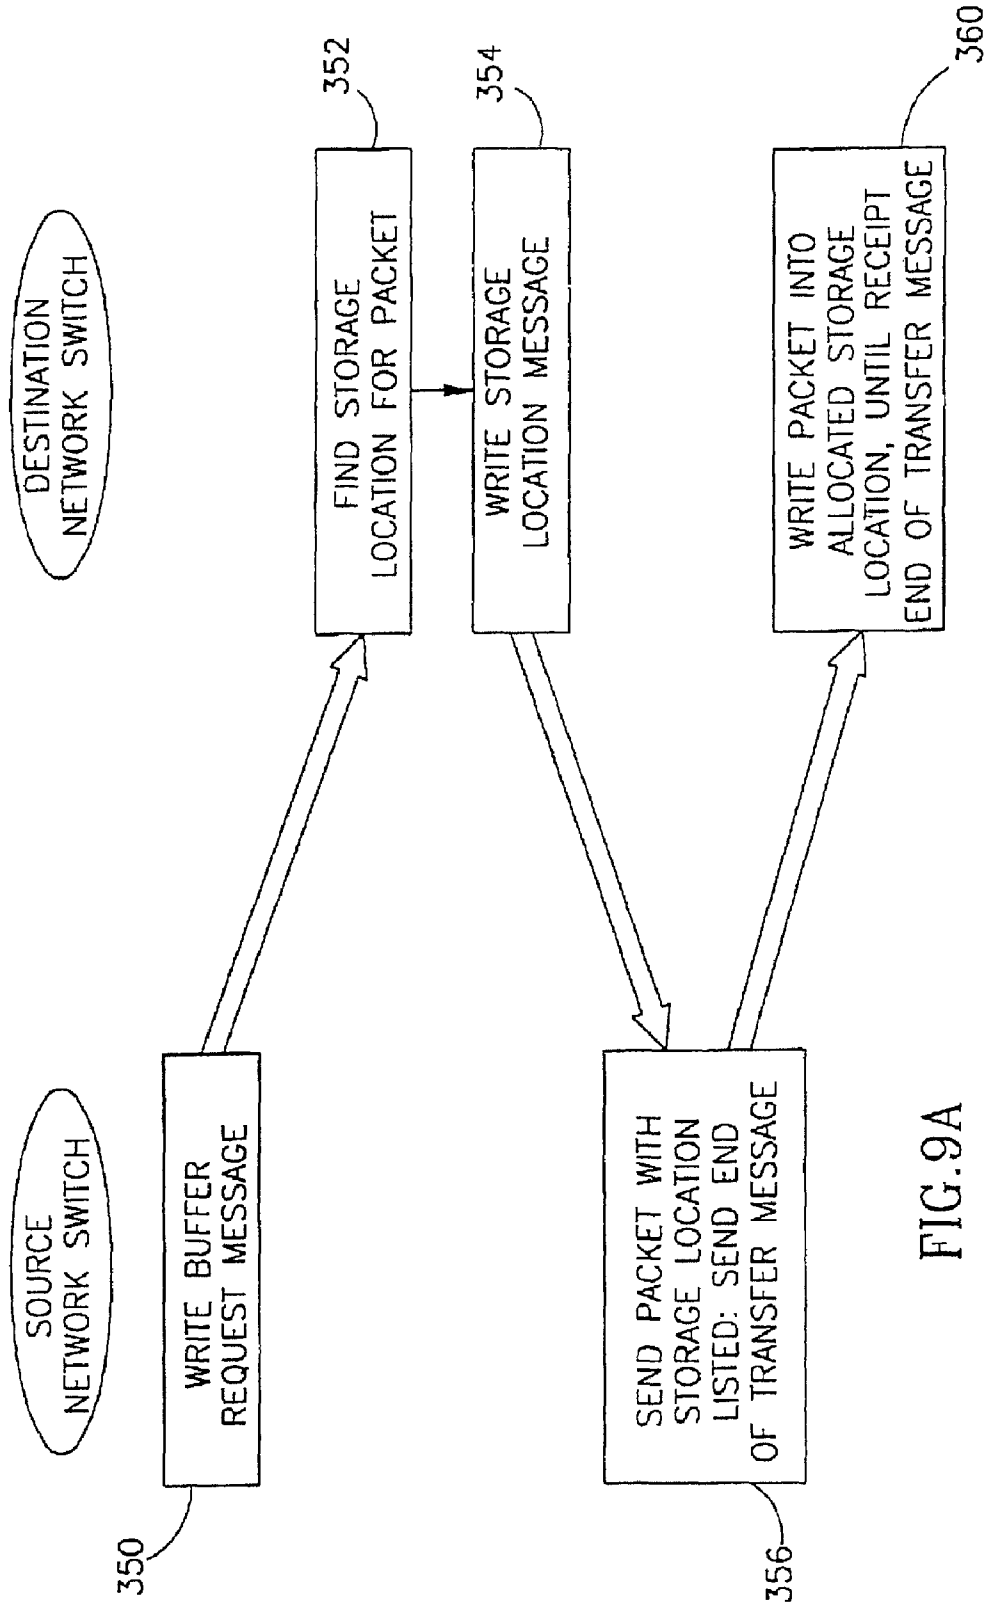 SOURCE
NETWORK SWITCH
DESTINATION
NETWORK SWITCH
350
WRITE BUFFER
REQUEST MESSAGE
352
FIND STORAGE
LOCATION FOR PACKET
354
WRITE STORAGE
LOCATION MESSAGE
356
SEND PACKET WITH
STORAGE LOCATION
LISTED: SEND END
OF TRANSFER MESSAGE
360
WRITE PACKET INTO
ALLOCATED STORAGE
LOCATION, UNTIL RECEIPT
END OF TRANSFER MESSAGE
FIG.9A